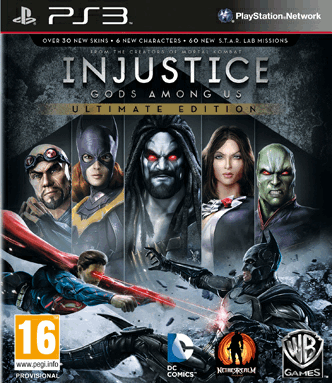 PS3
PlayStation Network
OVER 30 NEW SKINS • 6 NEW CHARACTERS • 60 NEW S.T.A.R. LAB MISSIONS
FROM THE CREATORS OF MORTAL KOMBAT
INJUSTICE
GODS AMONG US
ULTIMATE EDITION
16
www.pegi.info
PROVISIONAL
DC
COMICS™
NETHERREALM
WB
GAMES